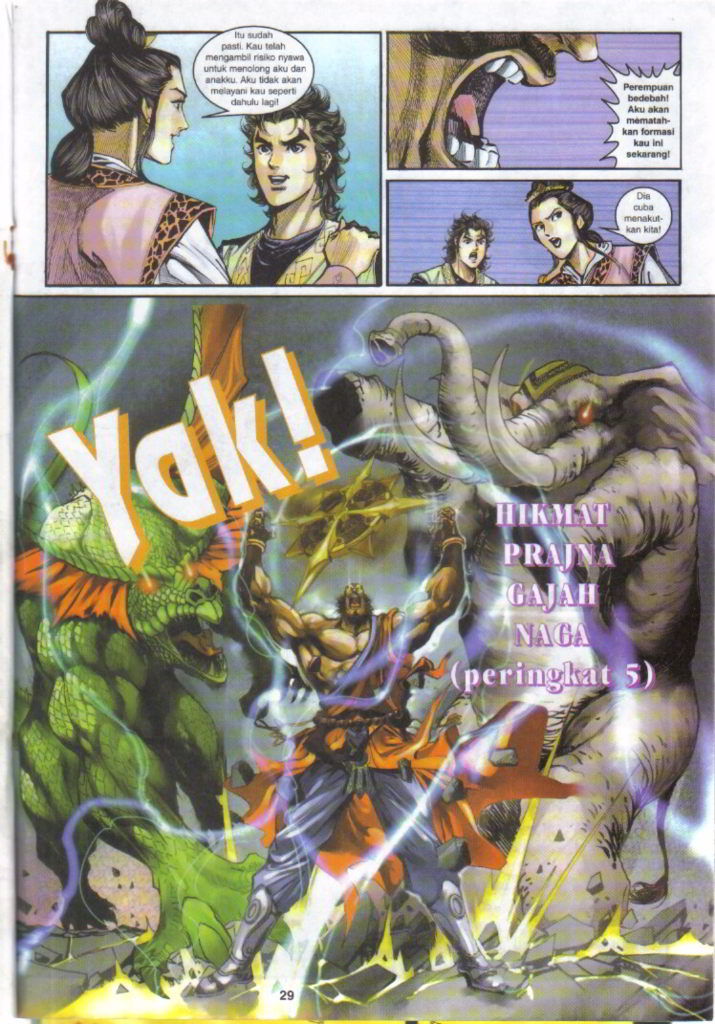 Itu sudah
pasti. Kau telah
mengambil risiko nyawa
untuk menolong aku dan
anakku. Aku tidak akan
melayani kau seperti
dahulu lagi!
Perempuan
bedebah!
Aku akan
mematah-
kan formasi
kau ini
sekarang!
Dia
cuba
menakut-
kan kita!
Yak!
HIKMAT
PRAJNA
GAJAH
NAGA
(peringkat 5)
29